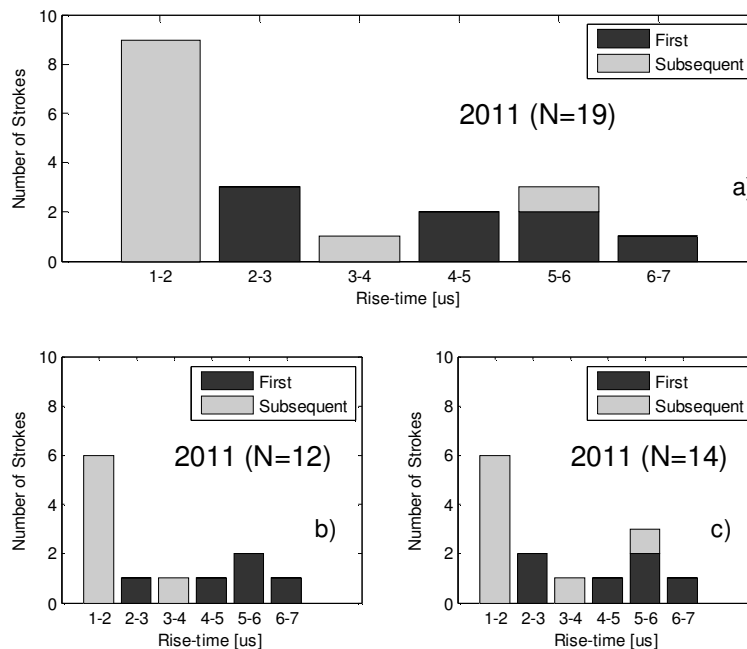 10
8
6
4
2
0
Number of Strokes
First
Subsequent
2011 (N=19)
a)
1-2 2-3 3-4 4-5 5-6 6-7
Rise-time [us]
10
8
6
4
2
0
Number of Strokes
First
Subsequent
2011 (N=12)
b)
1-2 2-3 3-4 4-5 5-6 6-7
Rise-time [us]
10
8
6
4
2
0
Number of Strokes
First
Subsequent
2011 (N=14)
c)
1-2 2-3 3-4 4-5 5-6 6-7
Rise-time [us]